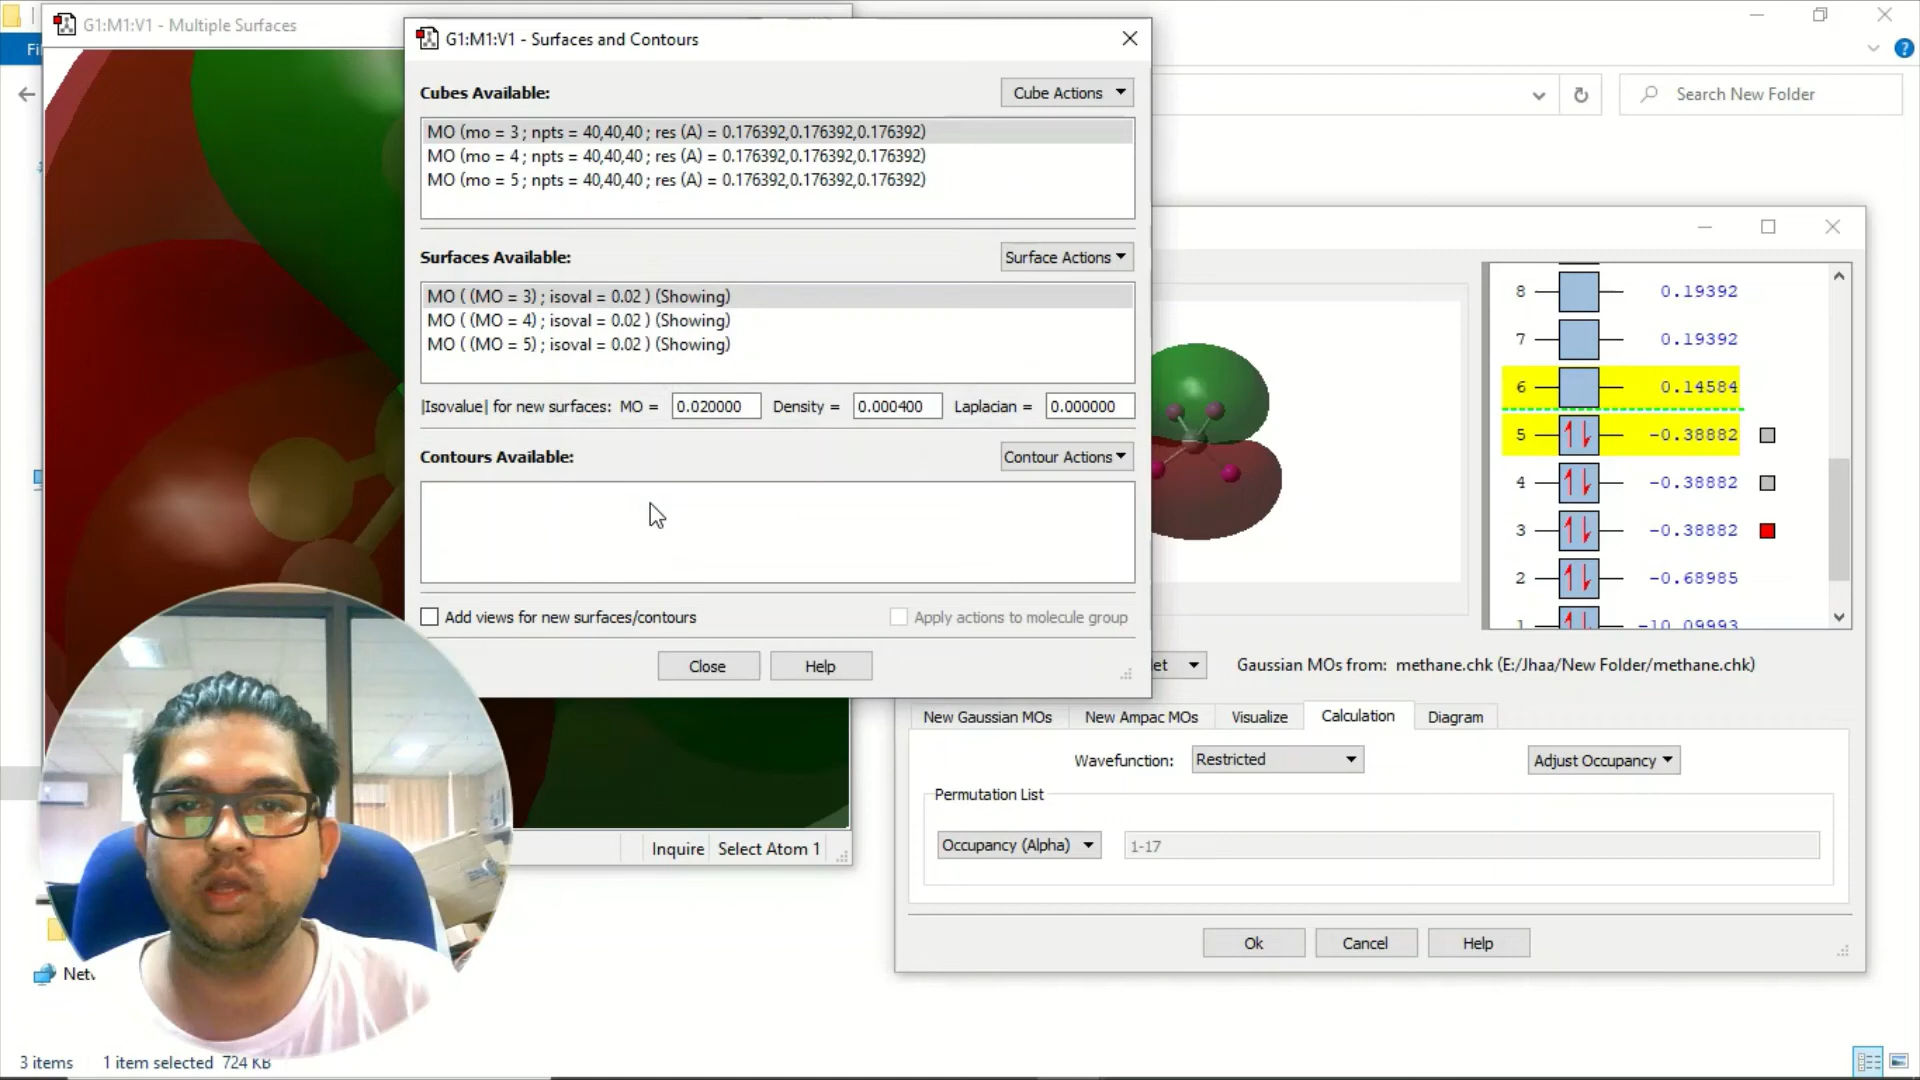 G1:M1:V1 - Multiple Surfaces
Fi
Search New Folder
G1:M1:V1 - Surfaces and Contours
Cubes Available:
Cube Actions
MO (mo = 3 ; npts = 40,40,40 ; res (A) = 0.176392,0.176392,0.176392)
MO (mo = 4 ; npts = 40,40,40 ; res (A) = 0.176392,0.176392,0.176392)
MO (mo = 5 ; npts = 40,40,40 ; res (A) = 0.176392,0.176392,0.176392)
Surfaces Available:
Surface Actions
MO ( (MO = 3) ; isoval = 0.02 ) (Showing)
MO ( (MO = 4) ; isoval = 0.02 ) (Showing)
MO ( (MO = 5) ; isoval = 0.02 ) (Showing)
|Isovalue| for new surfaces: MO = 0.020000 Density = 0.000400 Laplacian = 0.000000
Contours Available:
Contour Actions
Add views for new surfaces/contours
Apply actions to molecule group
Close
Help
8 0.19392
7 0.19392
6 0.14584
5 -0.38882
4 -0.38882
3 -0.38882
2 -0.68985
1 -10.09993
et
Gaussian MOs from: methane.chk (E:/Jhaa/New Folder/methane.chk)
New Gaussian MOs
New Ampac MOs
Visualize
Calculation
Diagram
Wavefunction: Restricted
Adjust Occupancy
Permutation List
Occupancy (Alpha)
1-17
Ok
Cancel
Help
Inquire
Select Atom 1
Netv
3 items
1 item selected 724 KB